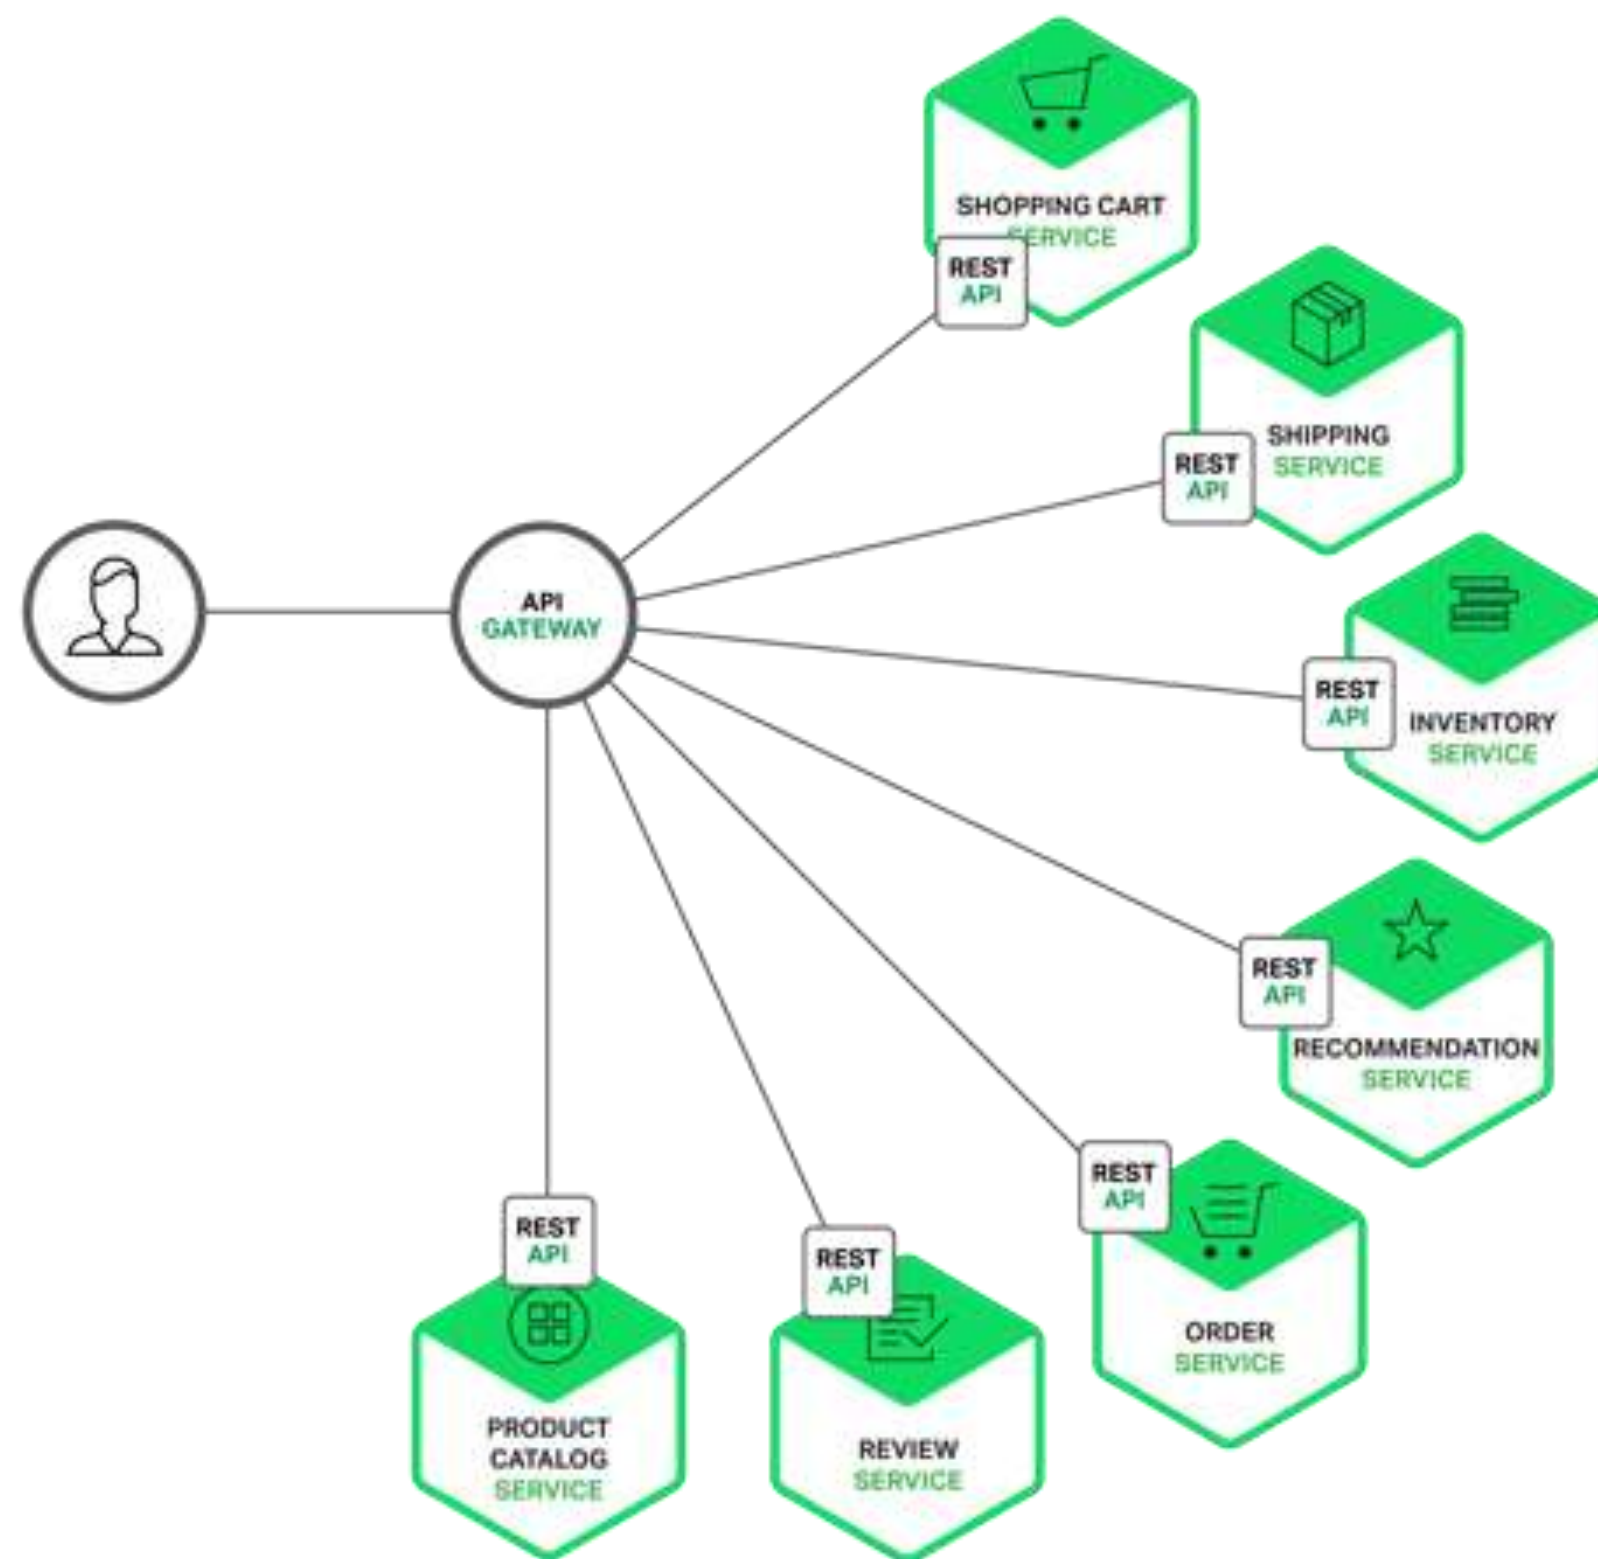 SHOPPING CART
SERVICE
REST
API
SHIPPING
SERVICE
REST
API
API
GATEWAY
REST
API
INVENTORY
SERVICE
REST
API
RECOMMENDATION
SERVICE
REST
API
ORDER
SERVICE
REST
API
PRODUCT
CATALOG
SERVICE
REST
API
REVIEW
SERVICE